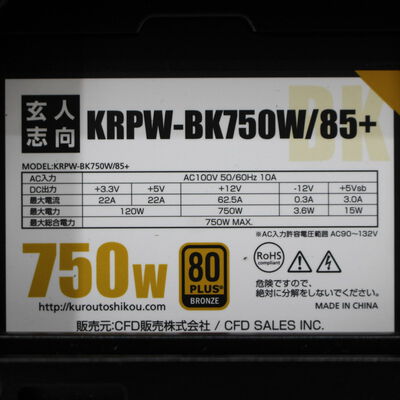 玄人
志向
KRPW-BK750W/85+
BK
MODEL:KRPW-BK750W/85+
AC入力 AC100V 50/60Hz 10A
DC出力 +3.3V +5V +12V -12V +5Vsb
最大電流 22A 22A 62.5A 0.3A 3.0A
最大電力 120W 750W 3.6W 15W
最大総合電力 750W MAX.
※AC入力許容電圧範囲 AC90~132V
750W
80
PLUS
BRONZE
RoHS
compliant
危険ですので、
絶対に分解をしないでください。
http://kuroutoshikou.com/
MADE IN CHINA
販売元:CFD販売株式会社 / CFD SALES INC.